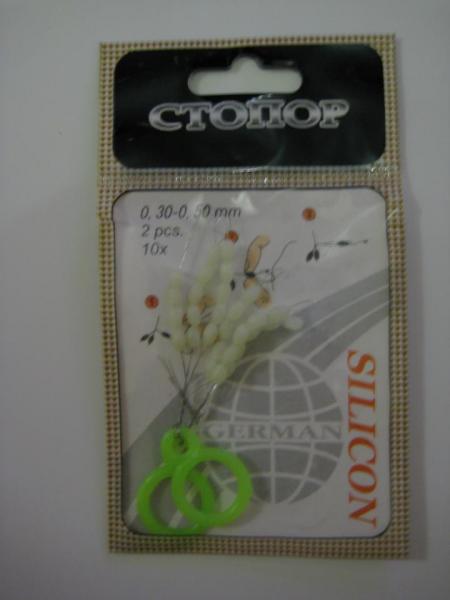 СТОПОР
0, 30-0, 50 mm
2 pcs.
10x
SILICON
GERMAN